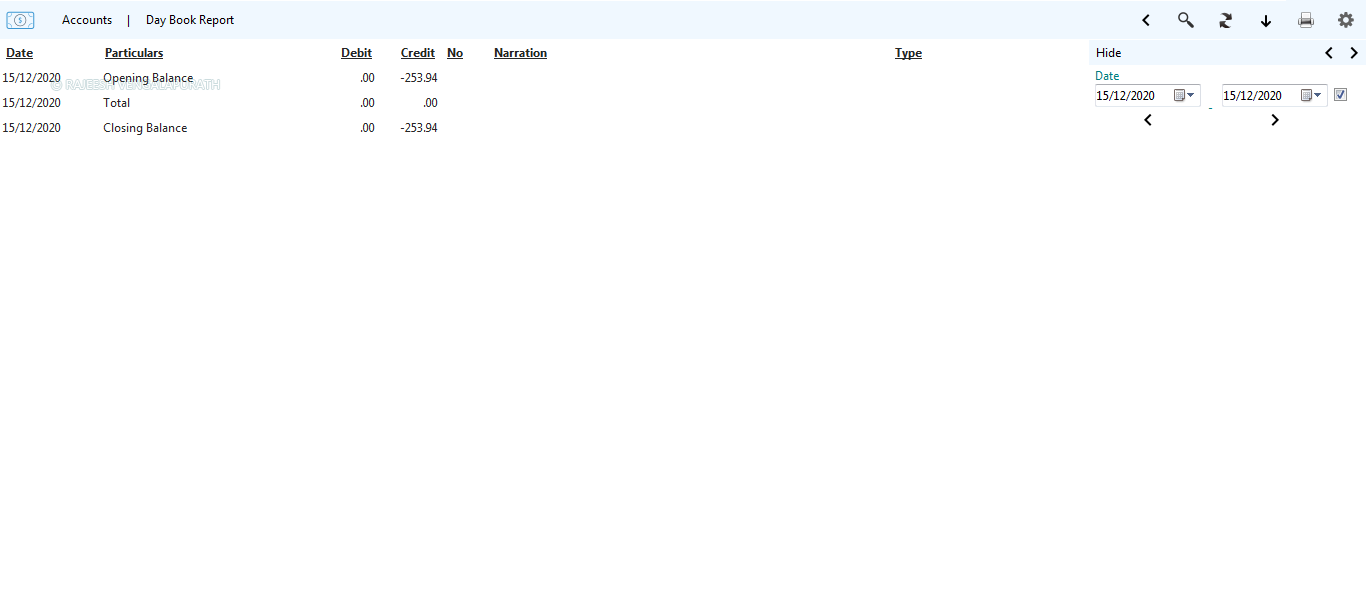 Accounts | Day Book Report
Date Particulars Debit Credit No Narration Type
15/12/2020 Opening Balance .00 -253.94
© RAJEESH VENGALAPURATH
15/12/2020 Total .00 .00
15/12/2020 Closing Balance .00 -253.94
Hide
Date
15/12/2020 - 15/12/2020